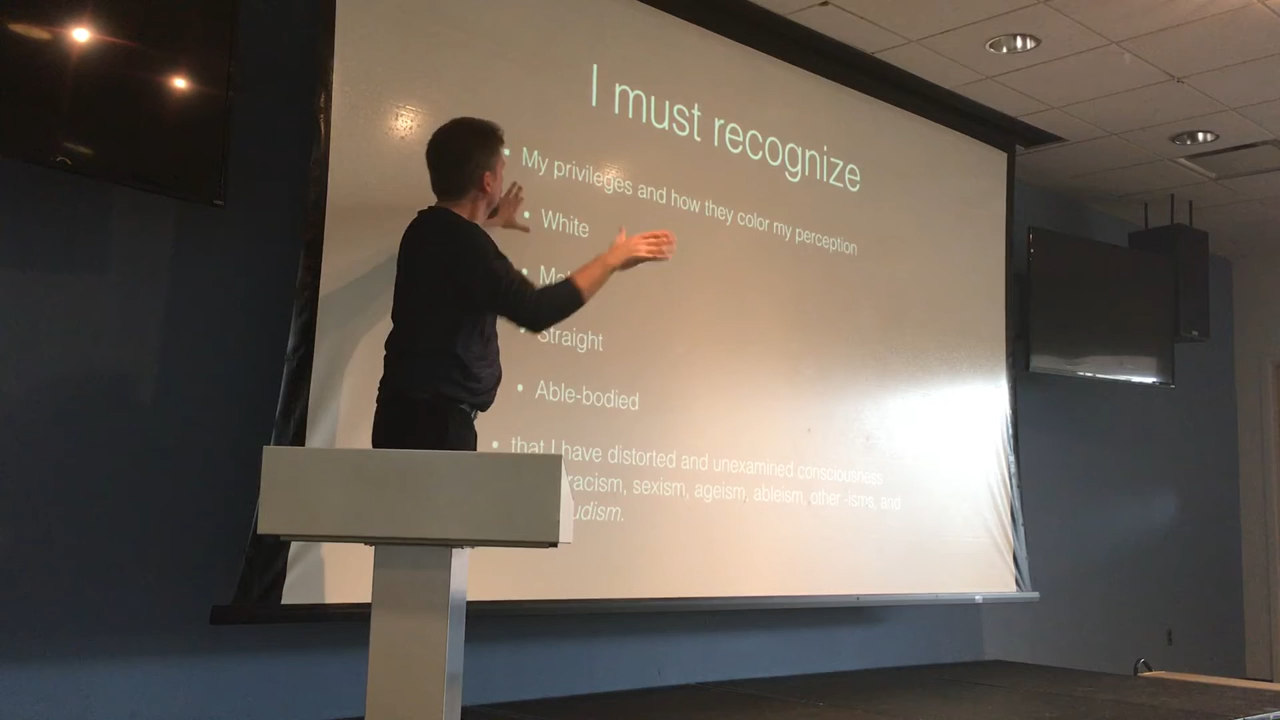 I must recognize
• My privileges and how they color my perception
• White
•
• Straight
• Able-bodied
• that I have distorted and unexamined consciousness
racism, sexism, ageism, ableism, other -isms, and